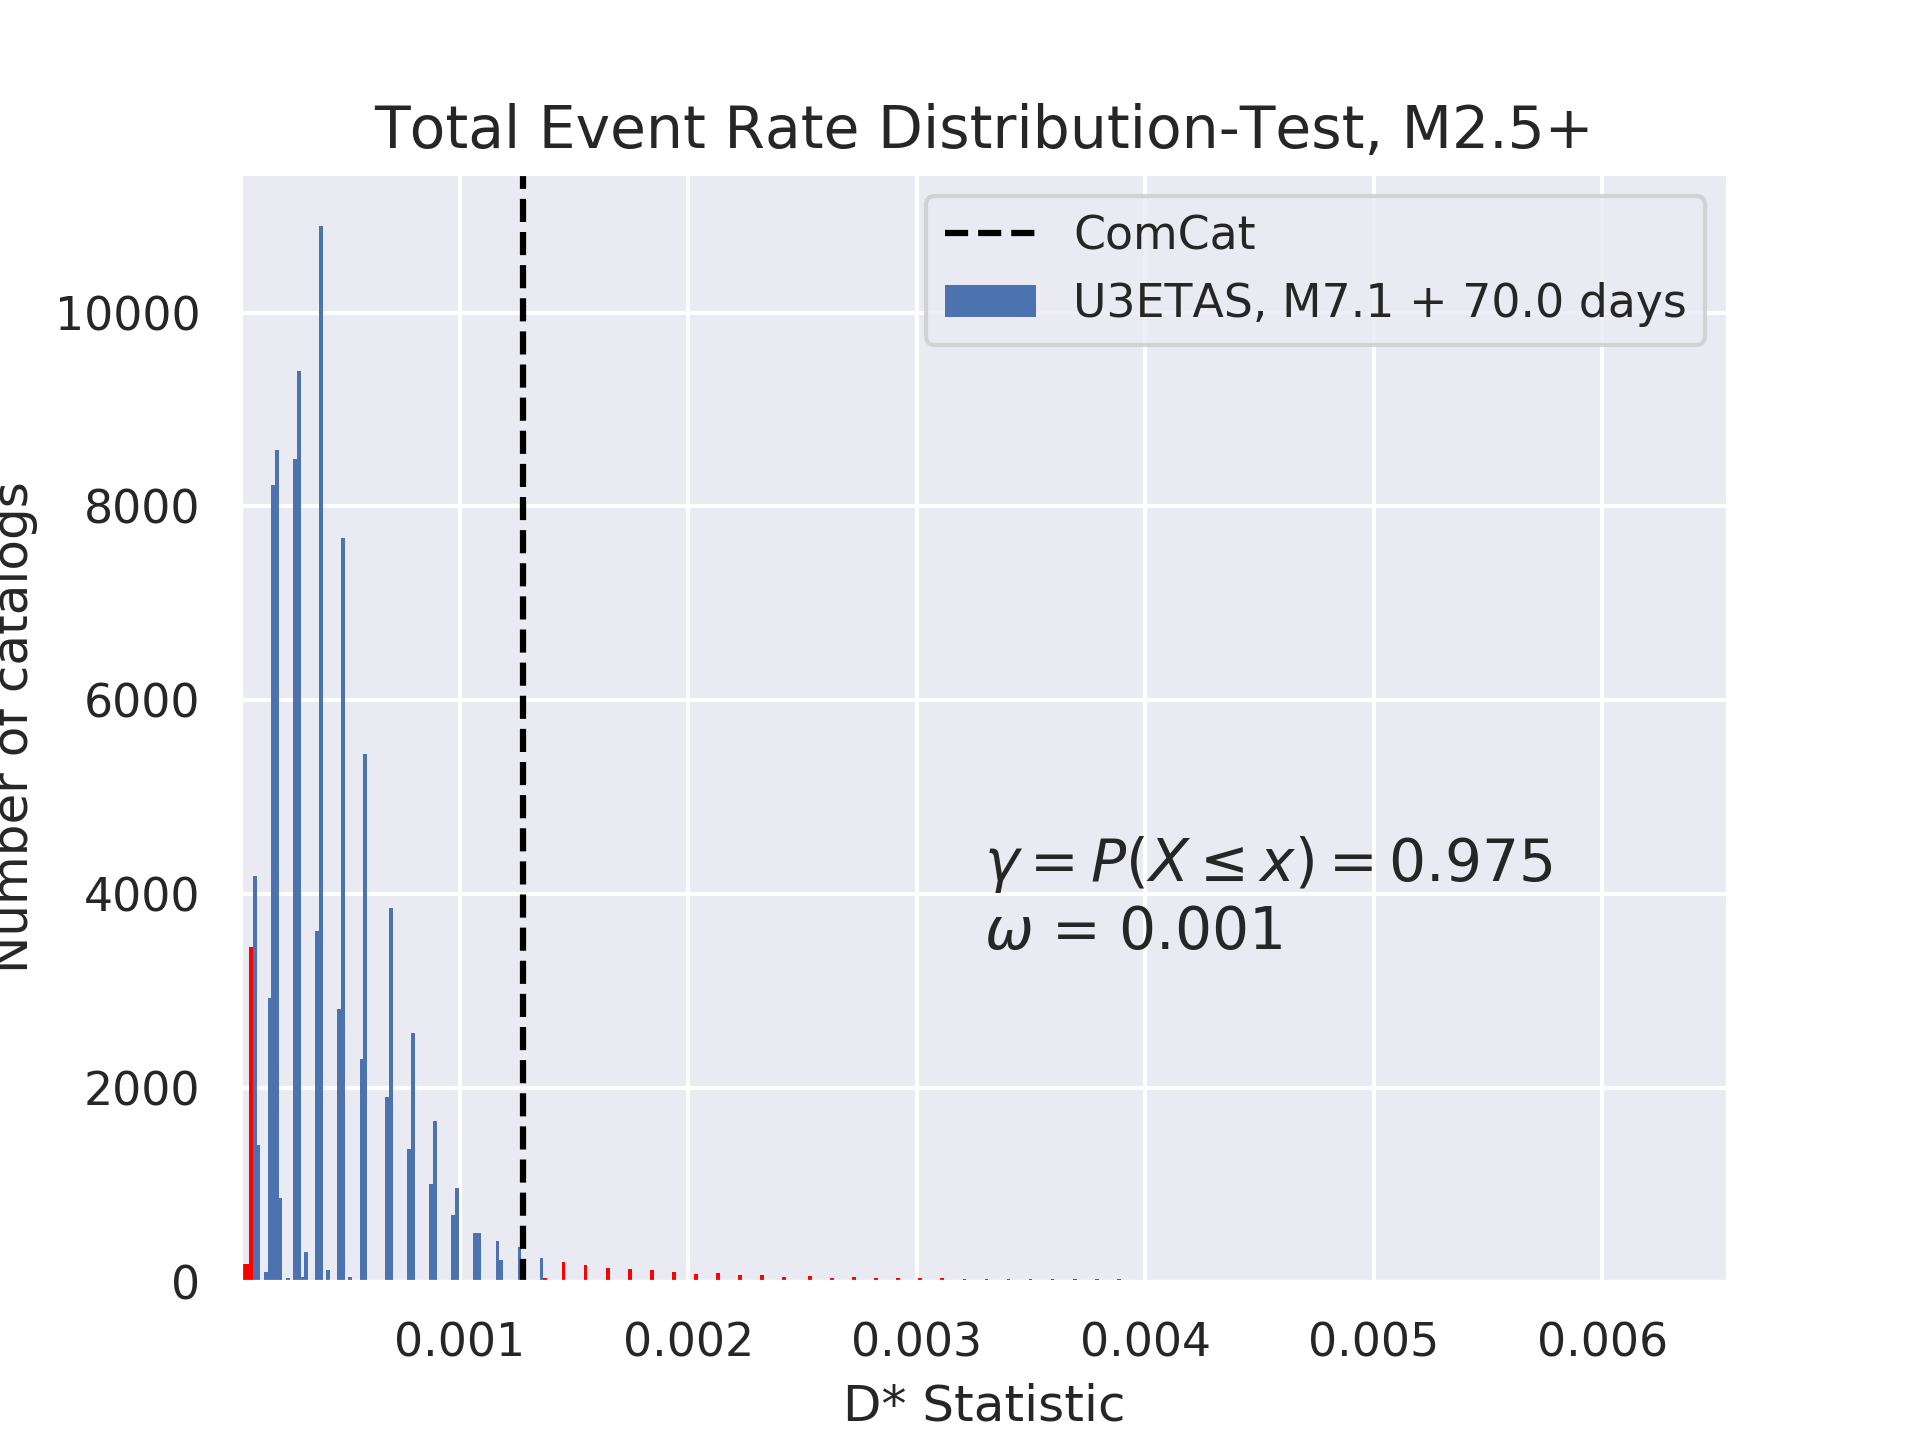 Total Event Rate Distribution-Test, M2.5+
ComCat
U3ETAS, M7.1 + 70.0 days
10000
8000
6000
4000
2000
0
Number of catalogs
γ = P(X ≤ x) = 0.975
ω = 0.001
0.001 0.002 0.003 0.004 0.005 0.006
D* Statistic